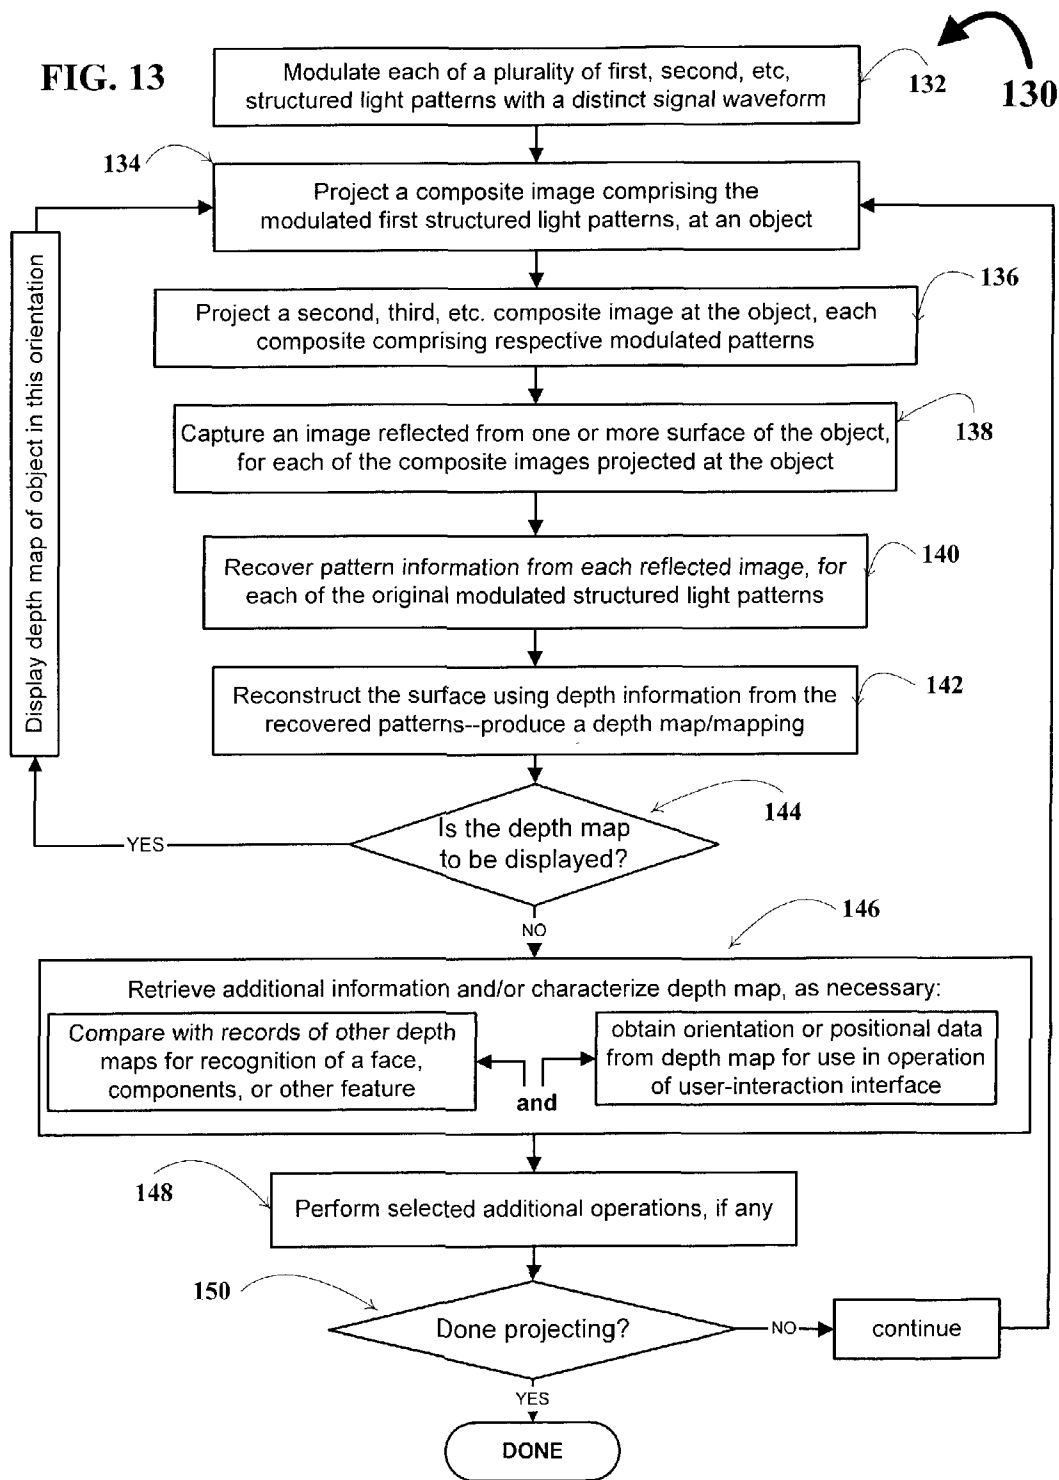 FIG. 13
130
Modulate each of a plurality of first, second, etc,
structured light patterns with a distinct signal waveform
132
134
Project a composite image comprising the
modulated first structured light patterns, at an object
136
Project a second, third, etc. composite image at the object, each
composite comprising respective modulated patterns
138
Capture an image reflected from one or more surface of the object,
for each of the composite images projected at the object
140
Recover pattern information from each reflected image, for
each of the original modulated structured light patterns
142
Reconstruct the surface using depth information from the
recovered patterns--produce a depth map/mapping
Display depth map of object in this orientation
144
Is the depth map
to be displayed?
YES
NO
146
Retrieve additional information and/or characterize depth map, as necessary:
Compare with records of other depth
maps for recognition of a face,
components, or other feature
and
obtain orientation or positional data
from depth map for use in operation
of user-interaction interface
148
Perform selected additional operations, if any
150
Done projecting?
NO
continue
YES
DONE